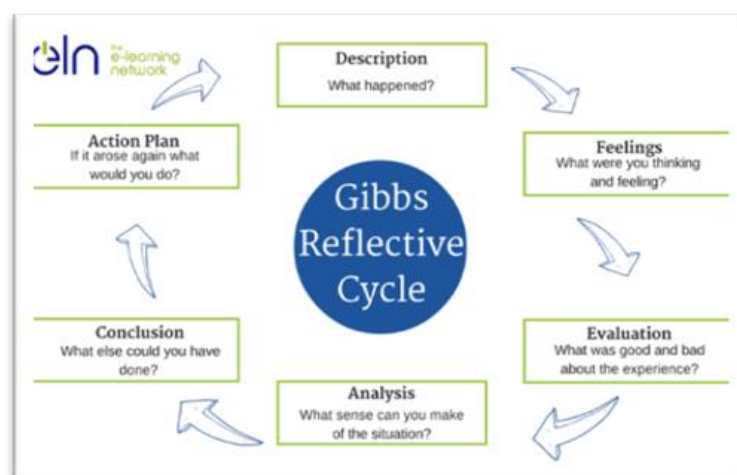 eln the
e-learning
network
Description
What happened?
Feelings
What were you thinking
and feeling?
Evaluation
What was good and bad
about the experience?
Analysis
What sense can you make
of the situation?
Conclusion
What else could you have
done?
Action Plan
If it arose again what
would you do?
Gibbs
Reflective
Cycle